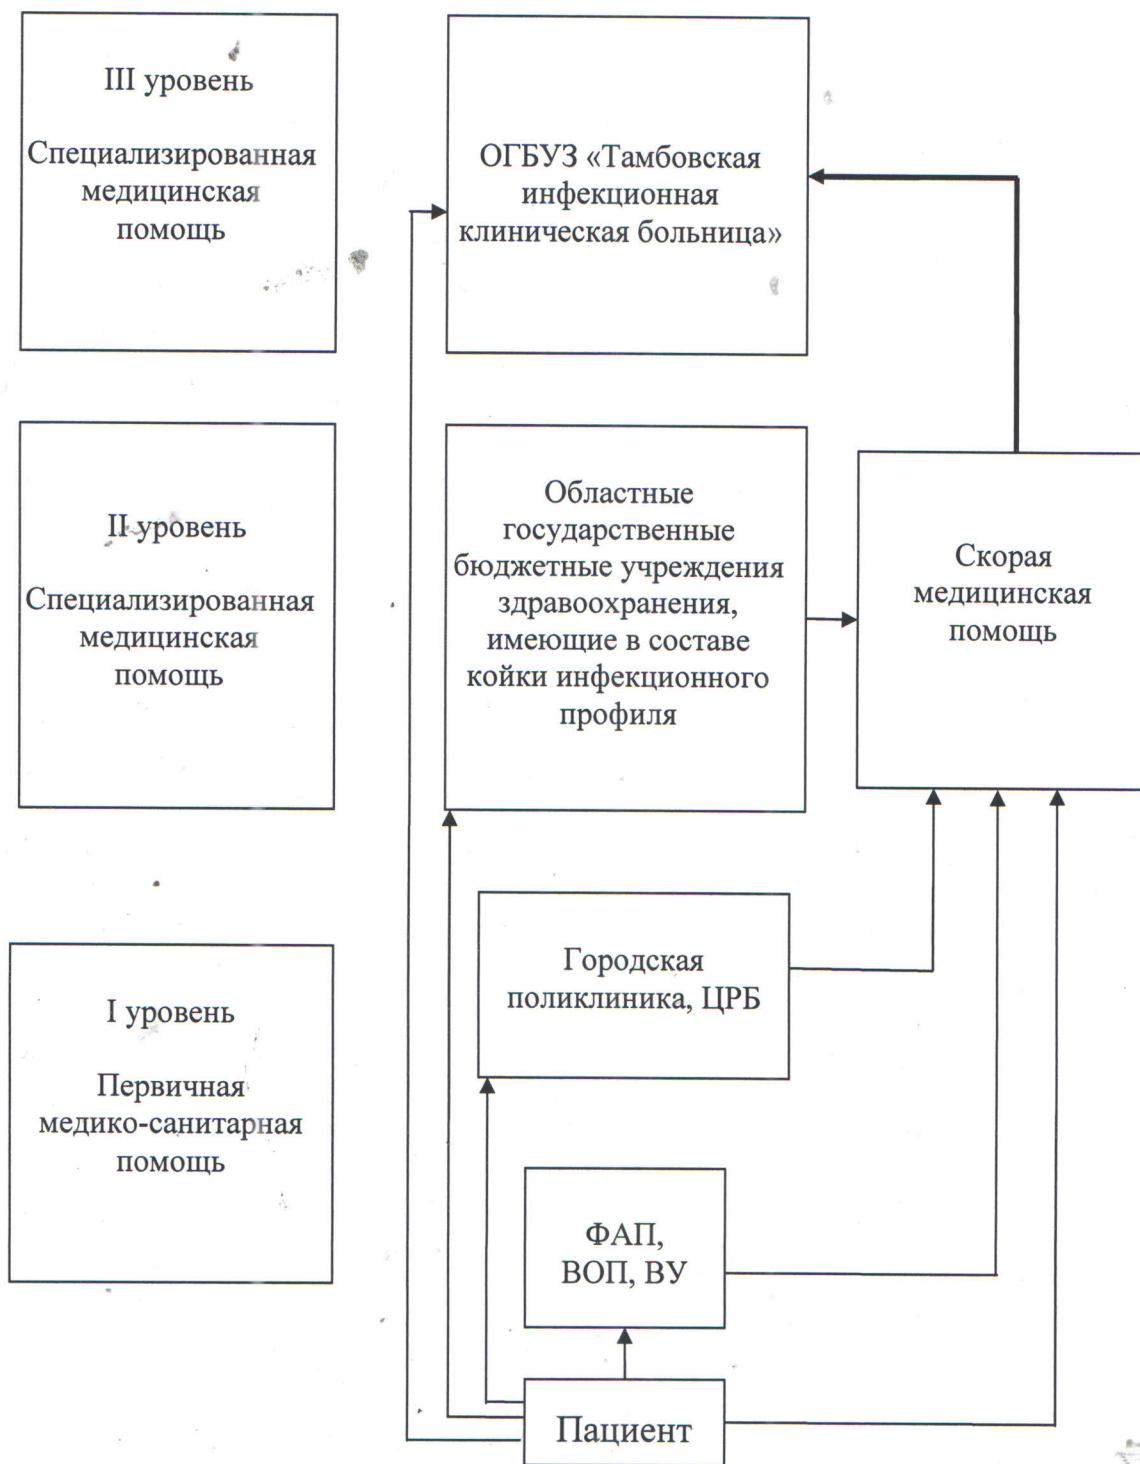 III уровень
Специализированная
медицинская
помощь
ОГБУЗ «Тамбовская
инфекционная
клиническая больница»
II уровень
Специализированная
медицинская
помощь
Областные
государственные
бюджетные учреждения
здравоохранения,
имеющие в составе
койки инфекционного
профиля
Скорая
медицинская
помощь
I уровень
Первичная
медико-санитарная
помощь
Городская
поликлиника, ЦРБ
ФАП,
ВОП, ВУ
Пациент